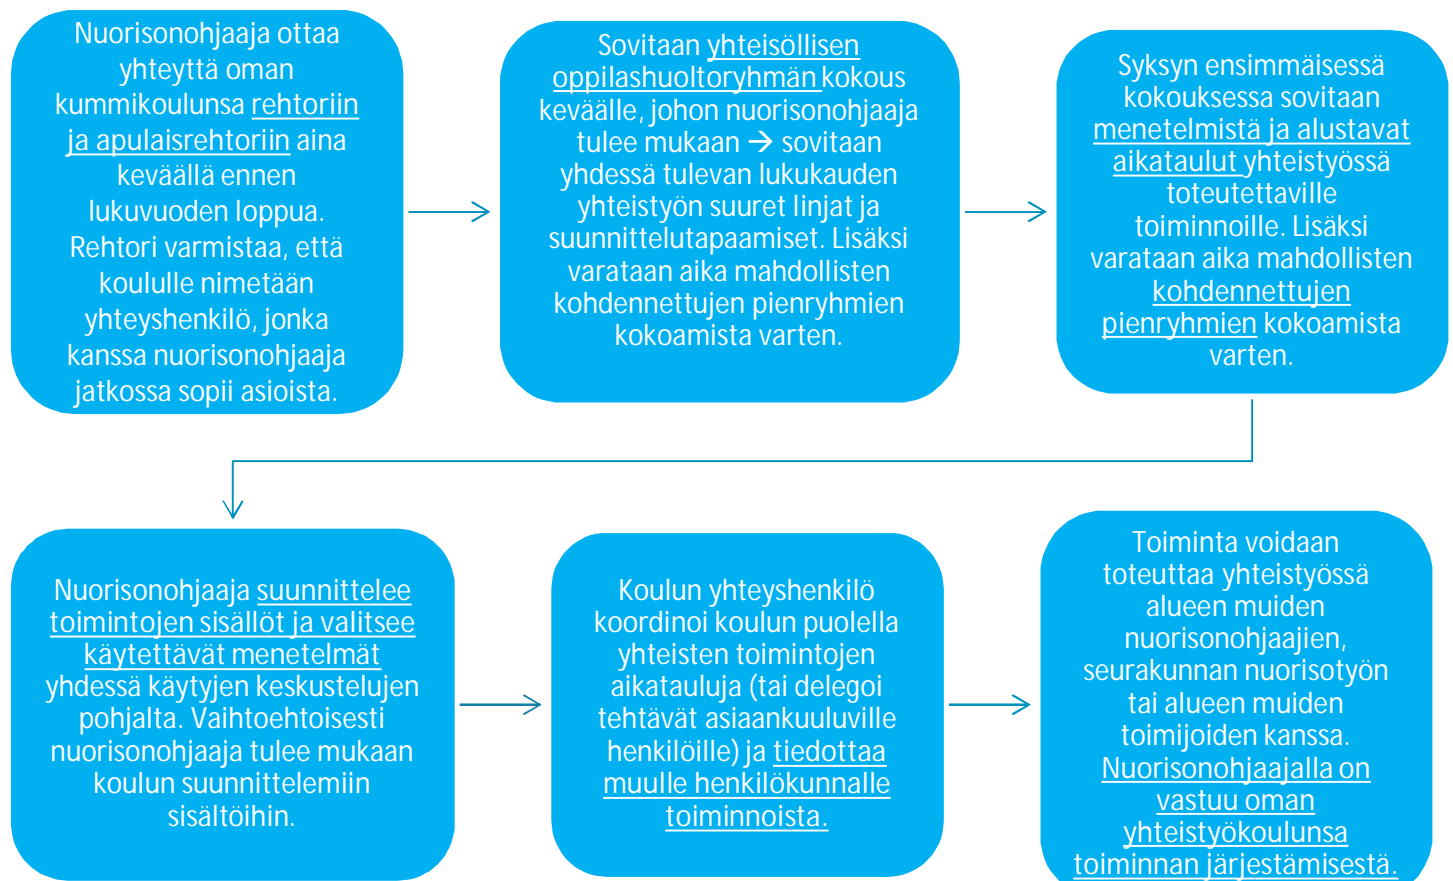 Nuorisonohjaaja ottaa
yhteyttä oman
kummikoulunsa rehtoriin
ja apulaisrehtoriin aina
keväällä ennen
lukuvuoden loppua.
Rehtori varmistaa, että
koululle nimetään
yhteyshenkilö, jonka
kanssa nuorisonohjaaja
jatkossa sopii asioista.
Sovitaan yhteisöllisen
oppilashuoltoryhmän kokous
keväälle, johon nuorisonohjaaja
tulee mukaan → sovitaan
yhdessä tulevan lukukauden
yhteistyön suuret linjat ja
suunnittelutapaamiset. Lisäksi
varataan aika mahdollisten
kohdennettujen pienryhmien
kokoamista varten.
Syksyn ensimmäisessä
kokouksessa sovitaan
menetelmistä ja alustavat
aikataulut yhteistyössä
toteutettaville
toiminnoille. Lisäksi
varataan aika mahdollisten
kohdennettujen
pienryhmien kokoamista
varten.
Nuorisonohjaaja suunnittelee
toimintojen sisällöt ja valitsee
käytettävät menetelmät
yhdessä käytyjen keskustelujen
pohjalta. Vaihtoehtoisesti
nuorisonohjaaja tulee mukaan
koulun suunnittelemiin
sisältöihin.
Koulun yhteyshenkilö
koordinoi koulun puolella
yhteisten toimintojen
aikatauluja (tai delegoi
tehtävät asiaankuuluville
henkilöille) ja tiedottaa
muulle henkilökunnalle
toiminnoista.
Toiminta voidaan
toteuttaa yhteistyössä
alueen muiden
nuorisonohjaajien,
seurakunnan nuorisotyön
tai alueen muiden
toimijoiden kanssa.
Nuorisonohjaajalla on
vastuu oman
yhteistyökoulunsa
toiminnan järjestämisestä.